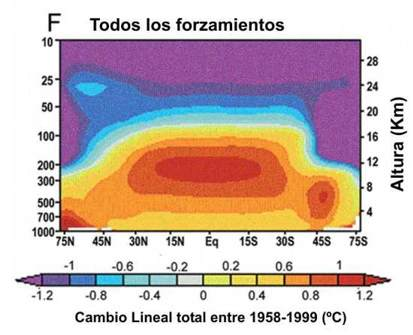 F Todos los forzamientos
10
25
50
100
200
300
500
700
1000
28
24
20
16
12
8
4
Altura (Km)
75N 45N 30N 15N Eq 15S 30S 45S 75S
-1 -0.6 -0.2 0.2 0.6 1
-1.2 -0.8 -0.4 0 0.4 0.8 1.2
Cambio Lineal total entre 1958-1999 (ºC)